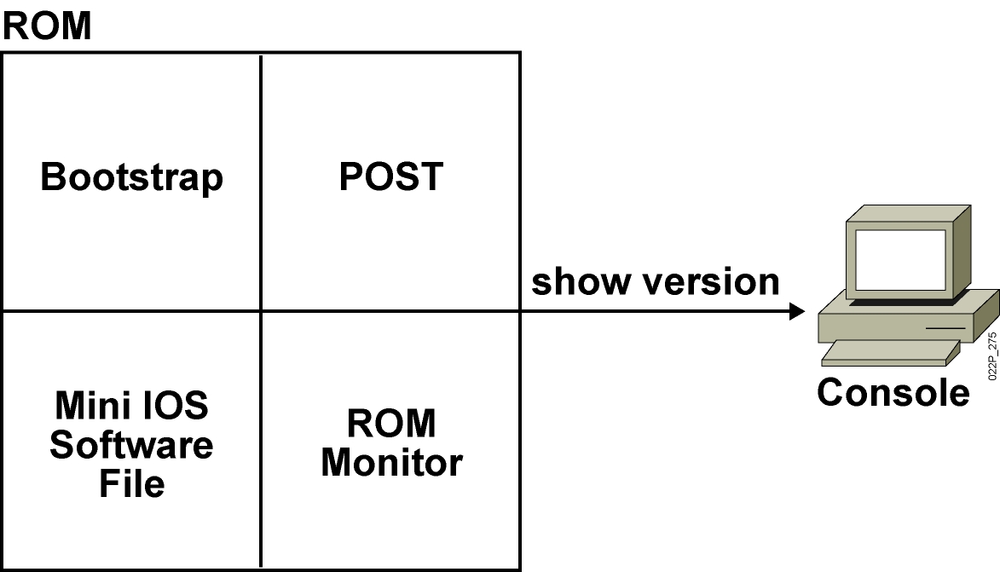 ROM
Bootstrap
POST
show version
Mini IOS
Software
File
ROM
Monitor
Console
022P_275